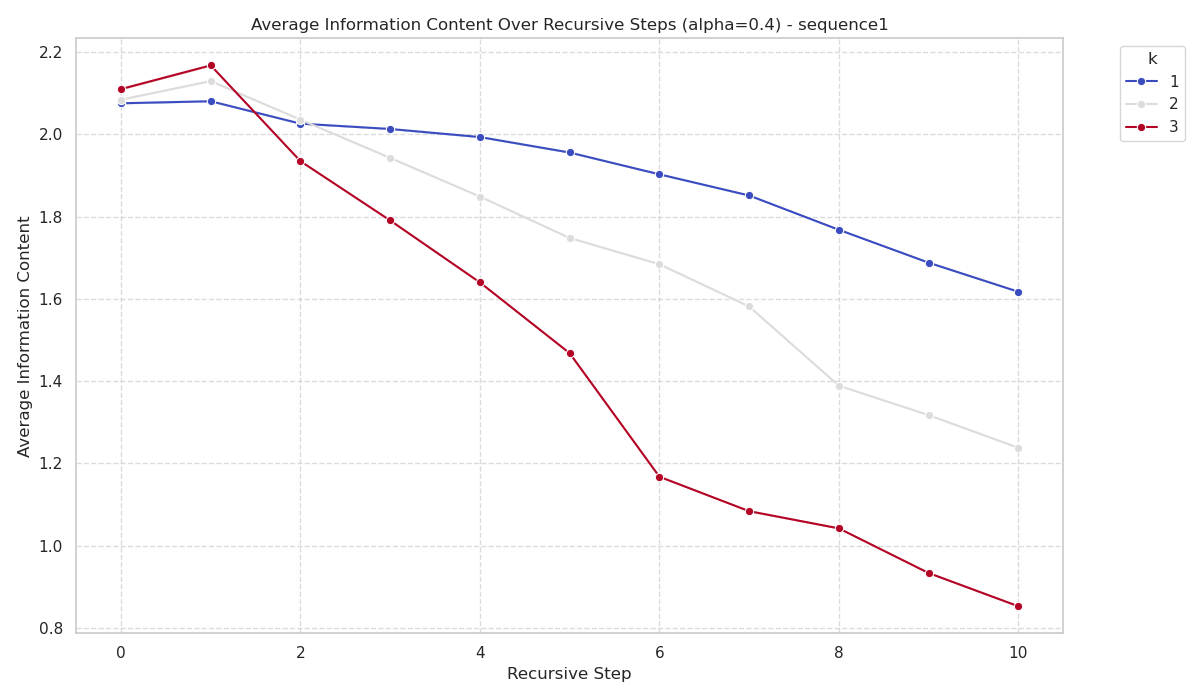 Average Information Content Over Recursive Steps (alpha=0.4) - sequence1
2.2
2.0
1.8
1.6
1.4
1.2
1.0
0.8
Average Information Content
0 2 4 6 8 10
Recursive Step
k
1
2
3